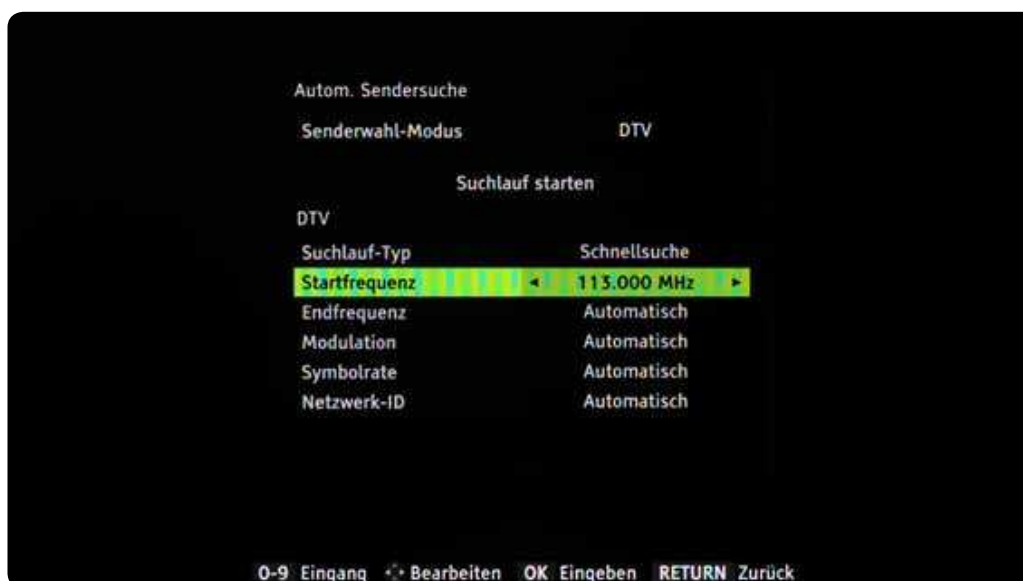 Autom. Sendersuche
Senderwahl-Modus DTV
Suchlauf starten
DTV
Suchlauf-Typ Schnellsuche
Startfrequenz ◄ 113.000 MHz ►
Endfrequenz Automatisch
Modulation Automatisch
Symbolrate Automatisch
Netzwerk-ID Automatisch
0-9 Eingang Bearbeiten OK Eingeben RETURN Zurück